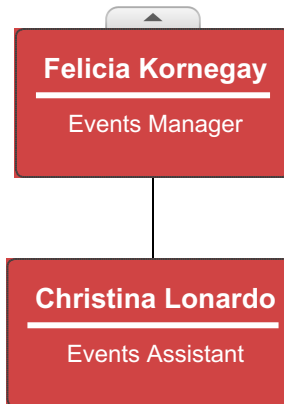 Felicia Kornegay
Events Manager
Christina Lonardo
Events Assistant